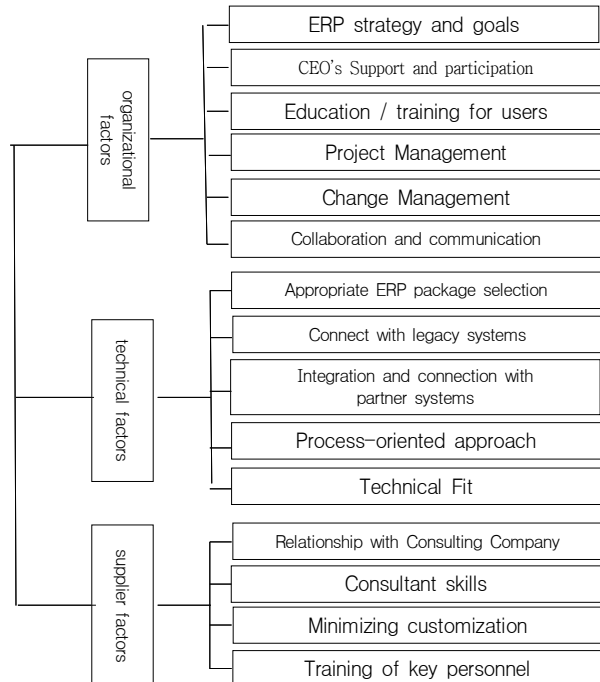 organizational
factors
ERP strategy and goals
CEO's Support and participation
Education / training for users
Project Management
Change Management
Collaboration and communication
technical factors
Appropriate ERP package selection
Connect with legacy systems
Integration and connection with
partner systems
Process-oriented approach
Technical Fit
supplier factors
Relationship with Consulting Company
Consultant skills
Minimizing customization
Training of key personnel